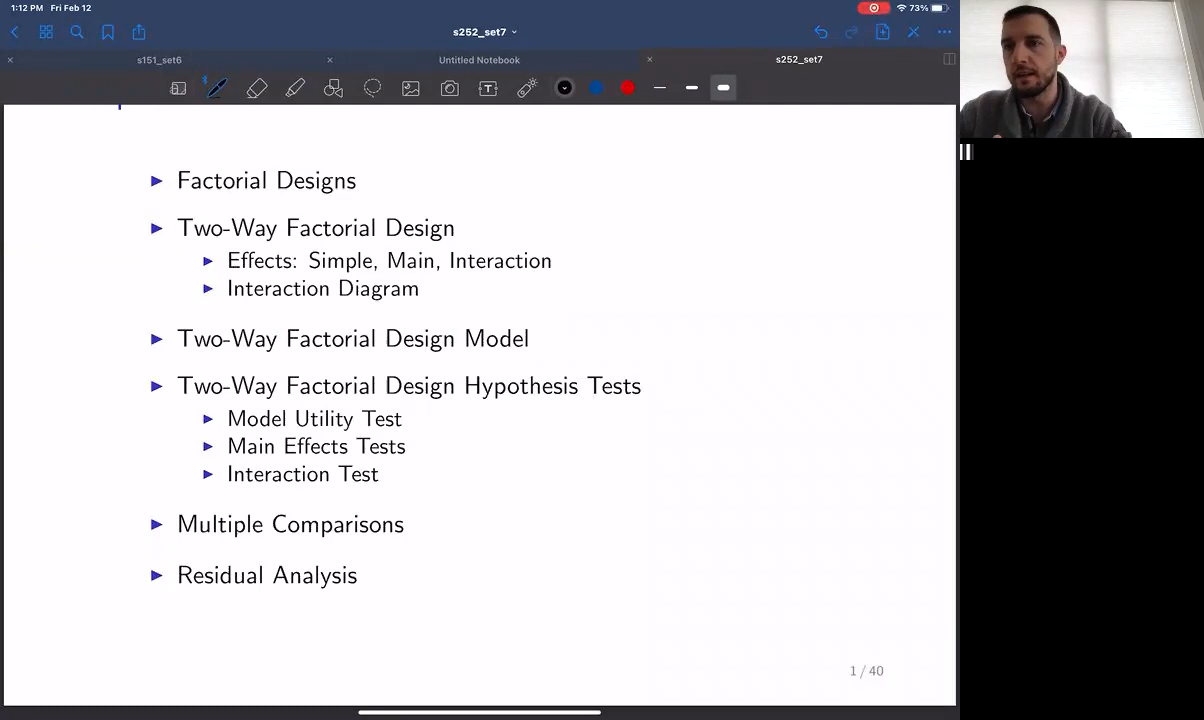 1:12 PM Fri Feb 12
73%
s252_set7
s151_set6
Untitled Notebook
s252_set7
Factorial Designs
Two-Way Factorial Design
Effects: Simple, Main, Interaction
Interaction Diagram
Two-Way Factorial Design Model
Two-Way Factorial Design Hypothesis Tests
Model Utility Test
Main Effects Tests
Interaction Test
Multiple Comparisons
Residual Analysis
1 / 40